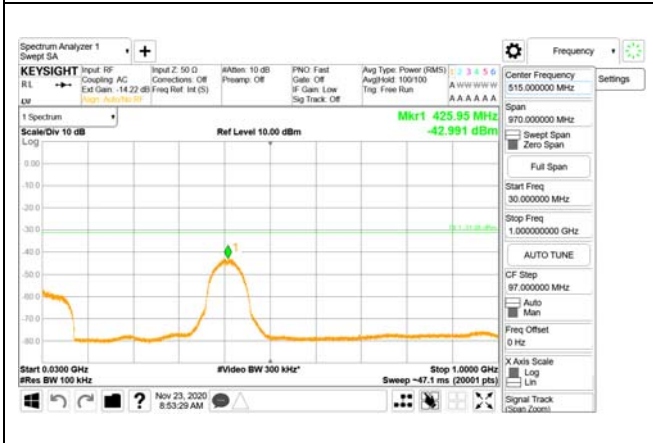 Spectrum Analyzer 1
Swept SA
+
Frequency
KEYSIGHT
Input: RF
Coupling: AC
Ext Gain: -14.22 dB
Align: Auto/No RF
Input Z: 50 Ω
Corrections: Off
Freq Ref: Int (S)
#Atten: 10 dB
Preamp: Off
PNO: Fast
Gate: Off
IF Gain: Low
Sig Track: Off
Avg Type: Power (RMS)
Avg|Hold: 100/100
Trig: Free Run
1 2 3 4 5 6
A W W W W W
A A A A A A
RL
1 Spectrum
Scale/Div 10 dB
Log
Ref Level 10.00 dBm
Mkr1 425.95 MHz
-42.991 dBm
0.00
-10.0
-20.0
-30.0
-40.0
-50.0
-60.0
-70.0
-80.0
1
Start 0.0300 GHz
#Res BW 100 kHz
#Video BW 300 kHz*
Stop 1.0000 GHz
Sweep ~47.1 ms (20001 pts)
Nov 23, 2020
8:53:29 AM
?
Center Frequency
515.000000 MHz
Settings
Span
970.000000 MHz
Swept Span
Zero Span
Full Span
Start Freq
30.000000 MHz
Stop Freq
1.000000000 GHz
AUTO TUNE
CF Step
97.000000 MHz
Auto
Man
Freq Offset
0 Hz
X Axis Scale
Log
Lin
Signal Track
(Span Zoom)